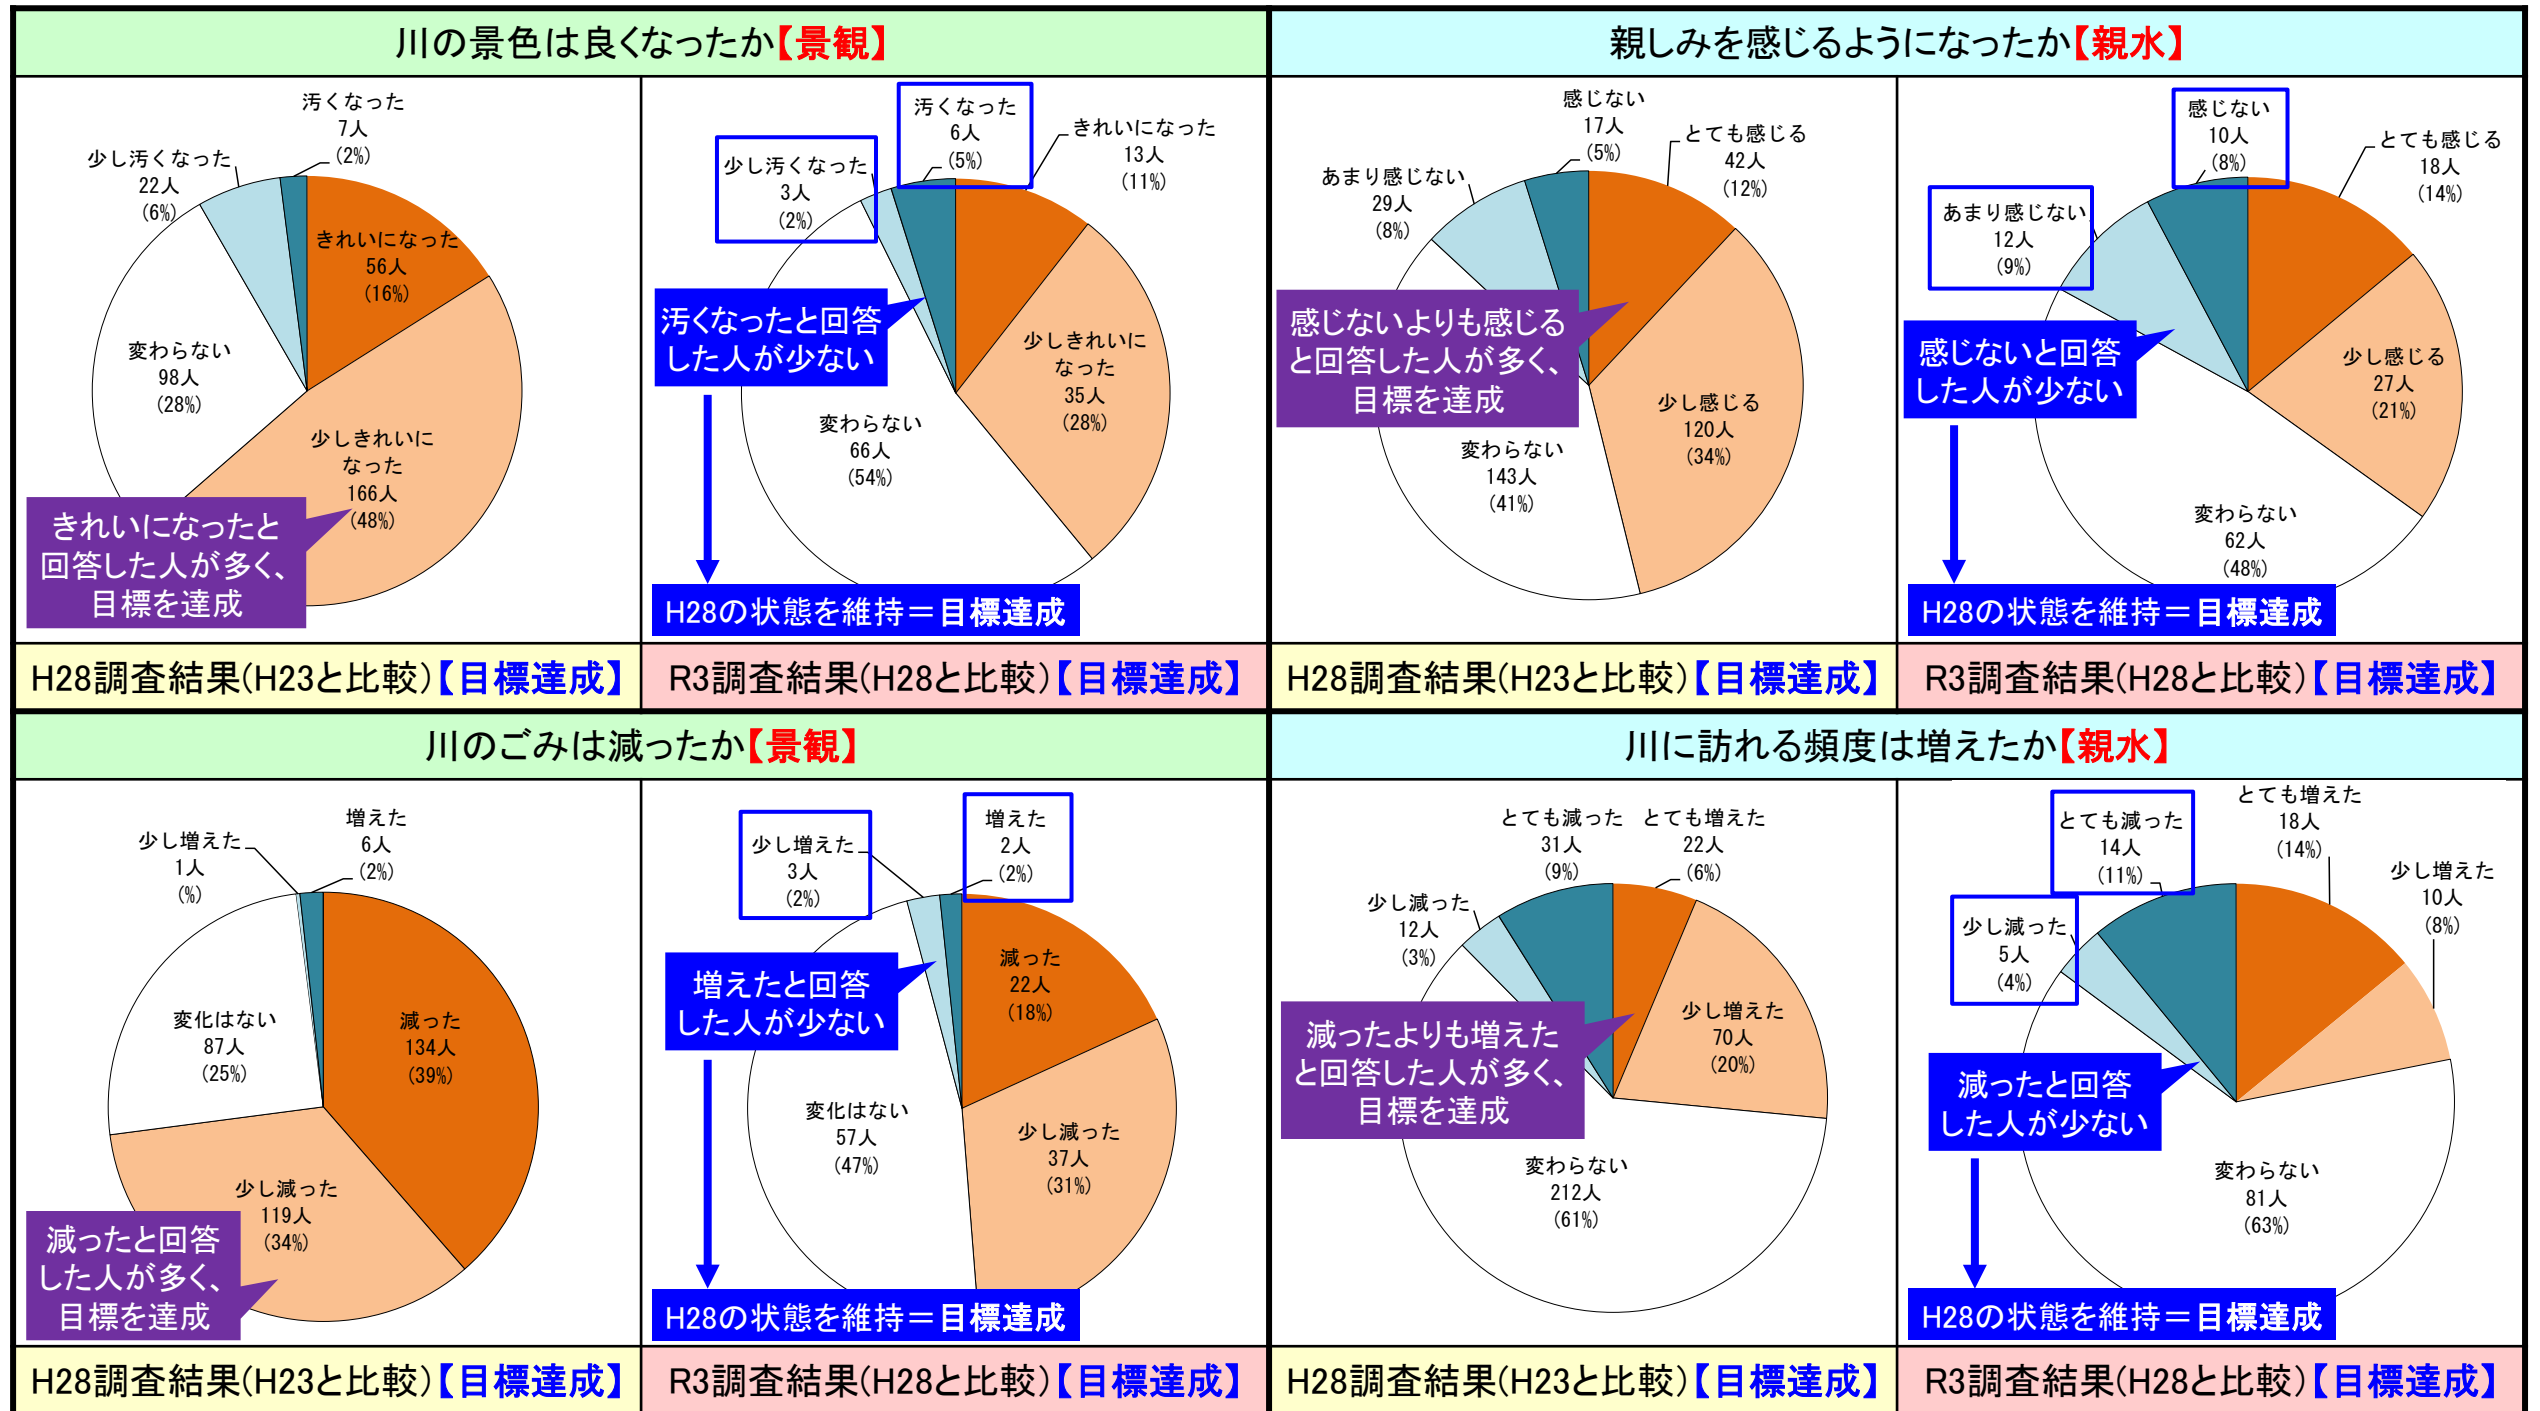 川の景色は良くなったか【景観】
汚くなった
7人
(2%)
少し汚くなった
22人
(6%)
きれいになった
56人
(16%)
変わらない
98人
(28%)
少しきれいに
なった
166人
(48%)
きれいになったと
回答した人が多く、
目標を達成
H28調査結果(H23と比較)【目標達成】
汚くなった
6人
(5%)
きれいになった
13人
(11%)
少し汚くなった
3人
(2%)
汚くなったと回答
した人が少ない
少しきれいに
なった
35人
(28%)
変わらない
66人
(54%)
H28の状態を維持＝目標達成
R3調査結果(H28と比較)【目標達成】
親しみを感じるようになったか【親水】
感じない
17人
(5%)
とても感じる
42人
(12%)
あまり感じない
29人
(8%)
感じないよりも感じる
と回答した人が多く、
目標を達成
少し感じる
120人
(34%)
変わらない
143人
(41%)
H28調査結果(H23と比較)【目標達成】
感じない
10人
(8%)
とても感じる
18人
(14%)
あまり感じない
12人
(9%)
感じないと回答
した人が少ない
少し感じる
27人
(21%)
変わらない
62人
(48%)
H28の状態を維持＝目標達成
R3調査結果(H28と比較)【目標達成】
川のごみは減ったか【景観】
増えた
6人
(2%)
少し増えた
1人
(%)
変化はない
87人
(25%)
減った
134人
(39%)
少し減った
119人
(34%)
減ったと回答
した人が多く、
目標を達成
H28調査結果(H23と比較)【目標達成】
増えた
2人
(2%)
少し増えた
3人
(2%)
減った
22人
(18%)
増えたと回答
した人が少ない
変化はない
57人
(47%)
少し減った
37人
(31%)
H28の状態を維持＝目標達成
R3調査結果(H28と比較)【目標達成】
川に訪れる頻度は増えたか【親水】
とても減った
31人
(9%)
とても増えた
22人
(6%)
少し減った
12人
(3%)
少し増えた
70人
(20%)
減ったよりも増えた
と回答した人が多く、
目標を達成
変わらない
212人
(61%)
H28調査結果(H23と比較)【目標達成】
とても増えた
18人
(14%)
とても減った
14人
(11%)
少し増えた
10人
(8%)
少し減った
5人
(4%)
減ったと回答
した人が少ない
変わらない
81人
(63%)
H28の状態を維持＝目標達成
R3調査結果(H28と比較)【目標達成】